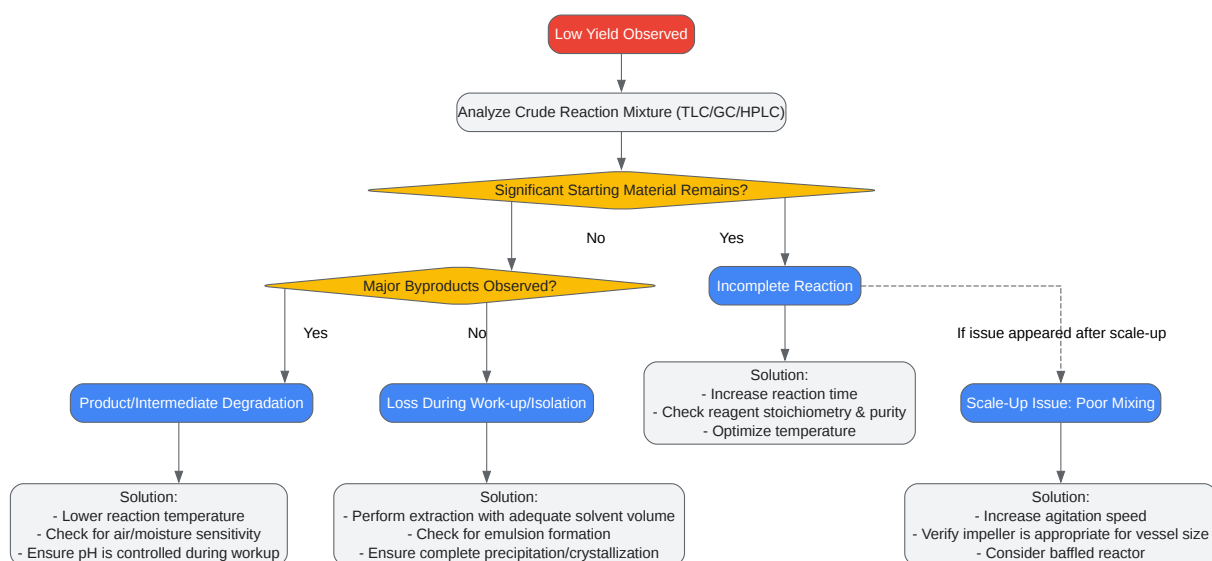 Low Yield Observed
Analyze Crude Reaction Mixture (TLC/GC/HPLC)
Significant Starting Material Remains?
No
Yes
Major Byproducts Observed?
Incomplete Reaction
Yes
No
If issue appeared after scale-up
Product/Intermediate Degradation
Loss During Work-up/Isolation
Solution:
- Increase reaction time
- Check reagent stoichiometry & purity
- Optimize temperature
Scale-Up Issue: Poor Mixing
Solution:
- Lower reaction temperature
- Check for air/moisture sensitivity
- Ensure pH is controlled during workup
Solution:
- Perform extraction with adequate solvent volume
- Check for emulsion formation
- Ensure complete precipitation/crystallization
Solution:
- Increase agitation speed
- Verify impeller is appropriate for vessel size
- Consider baffled reactor